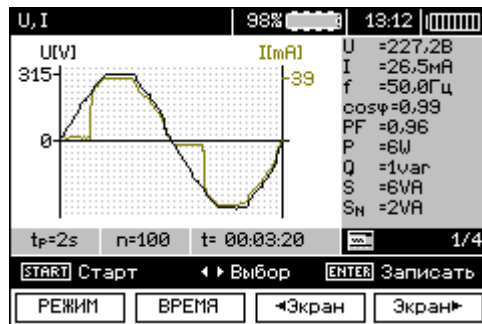 U,I 98% 13:12
U[V] I[mA]
315 39
0
U =227,2В
I =26,5мА
f =50,0Гц
cosφ=0,99
PF =0,96
P =6W
Q =1var
S =6VA
SN =2VA
tP=2s n=100 t= 00:03:20 1/4
START Старт Выбор ENTER Записать
РЕЖИМ ВРЕМЯ ◄Экран Экран►